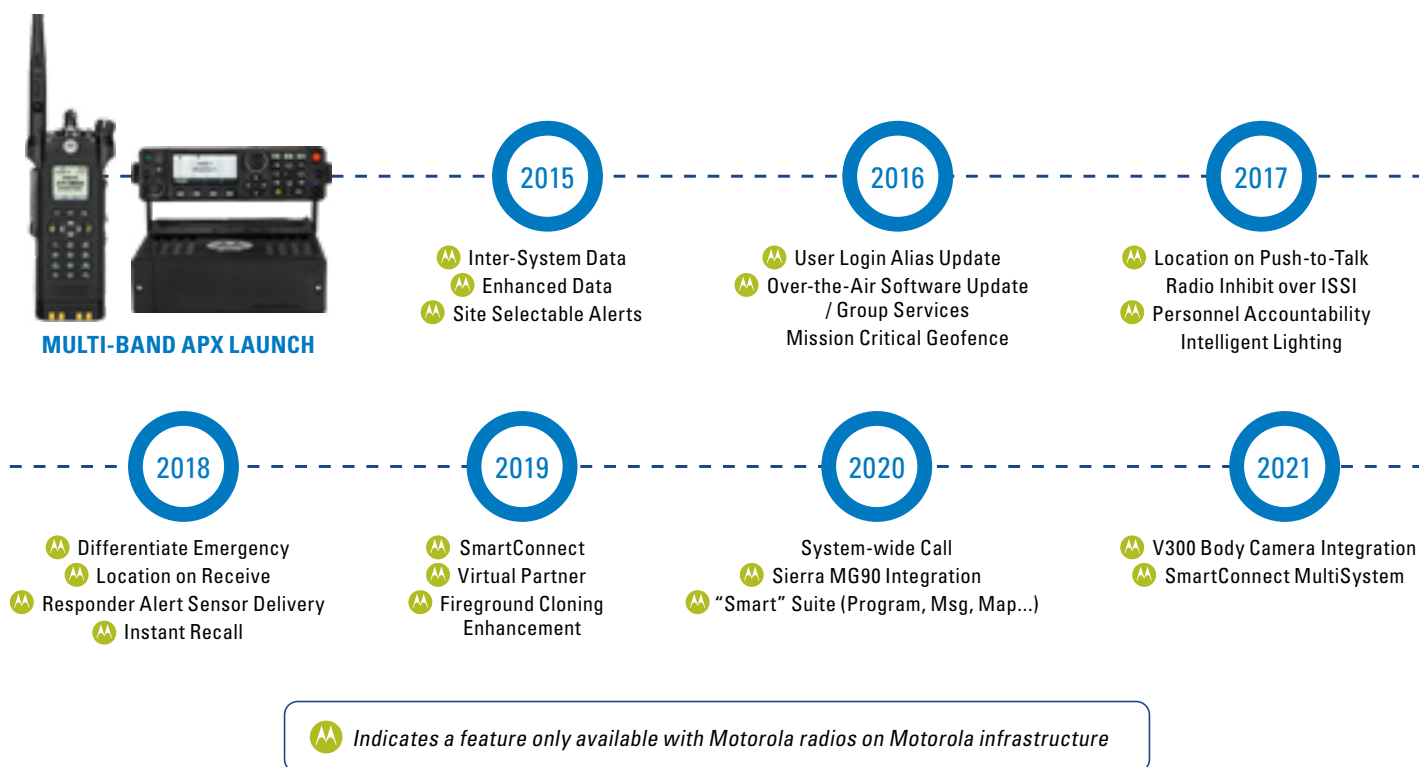 MULTI-BAND APX LAUNCH
2015
Inter-System Data
Enhanced Data
Site Selectable Alerts
2016
User Login Alias Update
Over-the-Air Software Update
/ Group Services
Mission Critical Geofence
2017
Location on Push-to-Talk
Radio Inhibit over ISSI
Personnel Accountability
Intelligent Lighting
2018
Differentiate Emergency
Location on Receive
Responder Alert Sensor Delivery
Instant Recall
2019
SmartConnect
Virtual Partner
Fireground Cloning
Enhancement
2020
System-wide Call
Sierra MG90 Integration
“Smart” Suite (Program, Msg, Map...)
2021
V300 Body Camera Integration
SmartConnect MultiSystem
Indicates a feature only available with Motorola radios on Motorola infrastructure